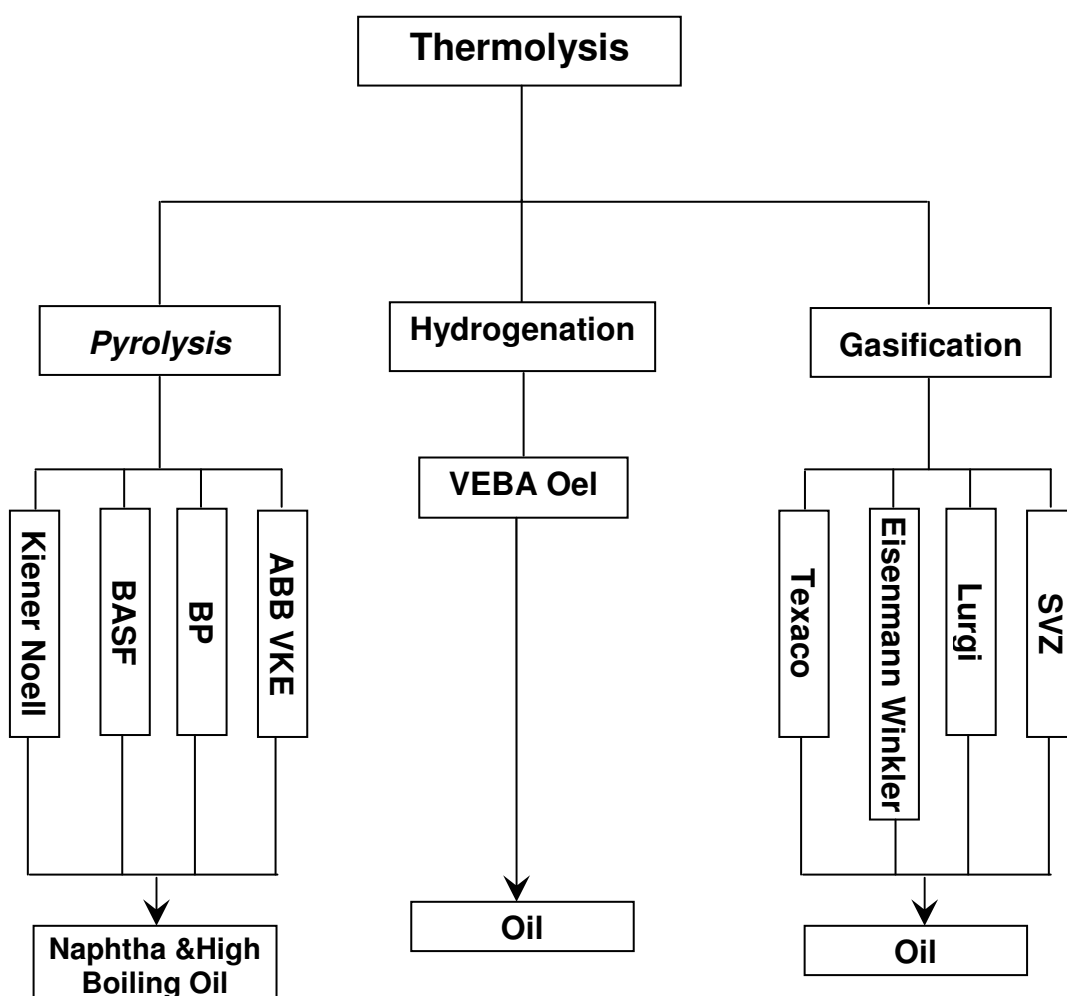 Thermolysis
Pyrolysis
Hydrogenation
Gasification
VEBA Oel
Kiener Noell
BASF
BP
ABB VKE
Texaco
Eisenmann Winkler
Lurgi
SVZ
Naphtha &High
Boiling Oil
Oil
Oil